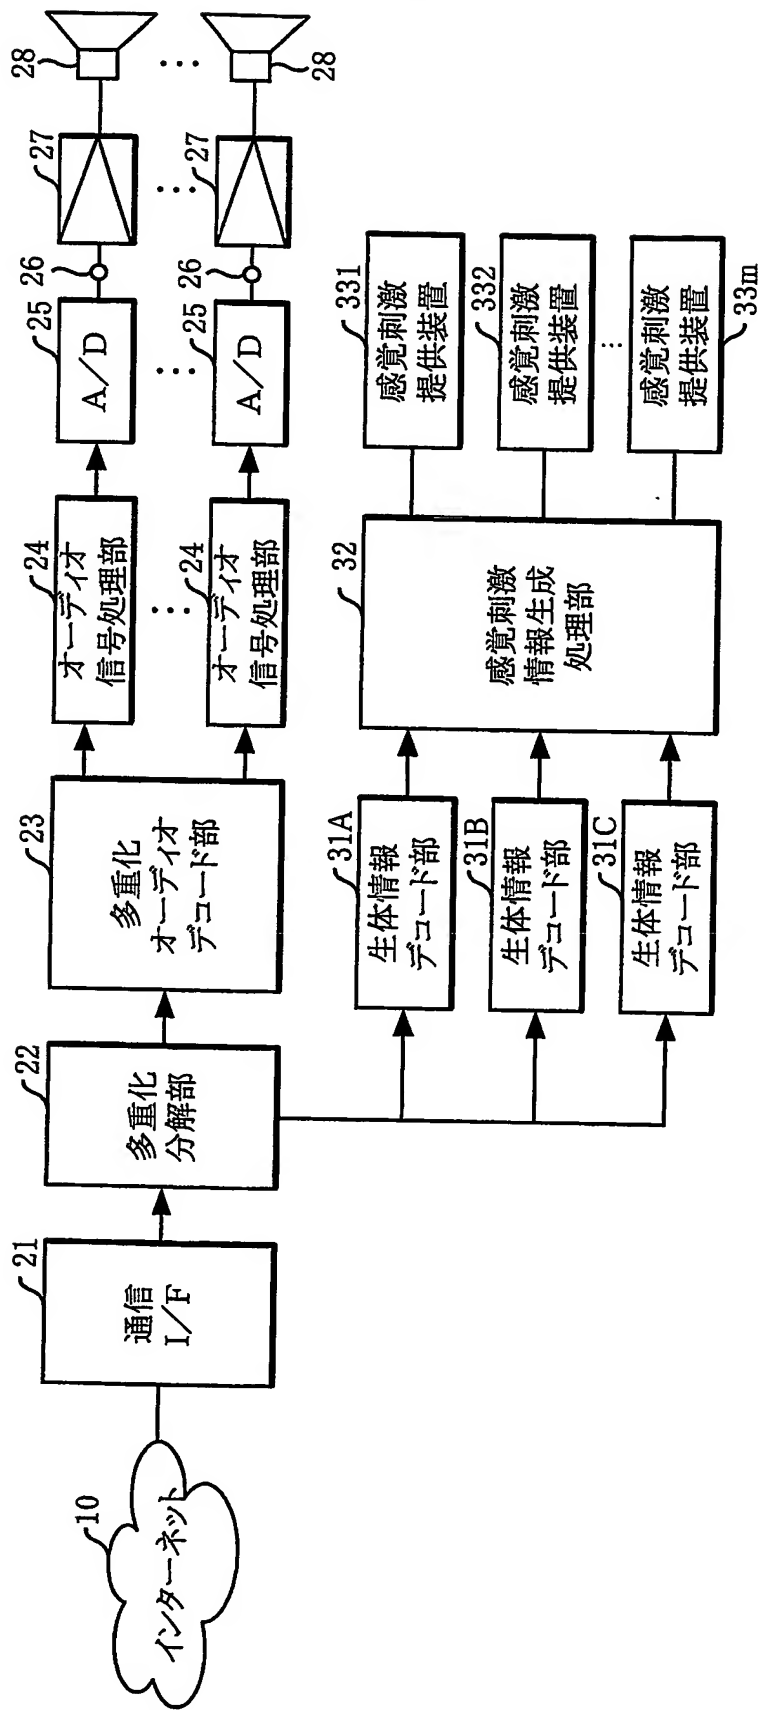 10
インターネット
21
通信
I/F
22
多重化
分解部
23
多重化
オーディオ
デコード部
24
オーディオ
信号処理部
25
A/D
26
27
28
24
オーディオ
信号処理部
25
A/D
26
27
28
31A
生体情報
デコード部
31B
生体情報
デコード部
31C
生体情報
デコード部
32
感覚刺激
情報生成
処理部
331
感覚刺激
提供装置
332
感覚刺激
提供装置
33m
感覚刺激
提供装置